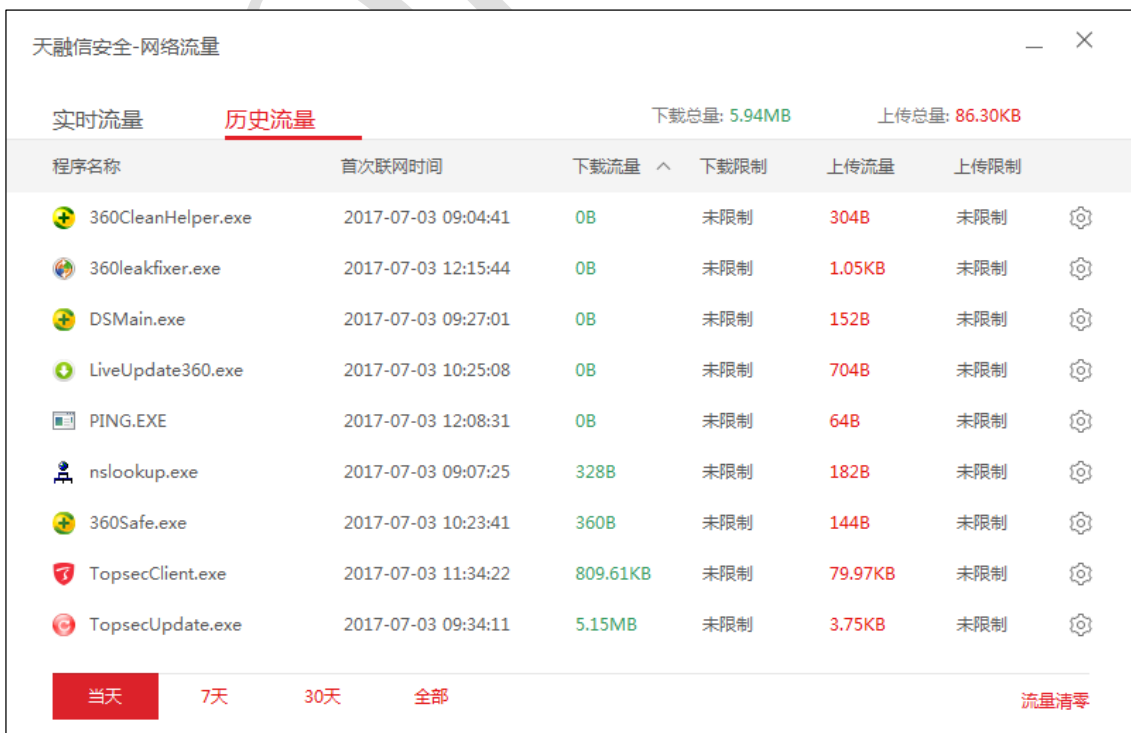 天融信安全-网络流量
实时流量 历史流量 下载总量: 5.94MB 上传总量: 86.30KB
程序名称 首次联网时间 下载流量 下载限制 上传流量 上传限制
360CleanHelper.exe 2017-07-03 09:04:41 0B 未限制 304B 未限制
360leakfixer.exe 2017-07-03 12:15:44 0B 未限制 1.05KB 未限制
DSMain.exe 2017-07-03 09:27:01 0B 未限制 152B 未限制
LiveUpdate360.exe 2017-07-03 10:25:08 0B 未限制 704B 未限制
PING.EXE 2017-07-03 12:08:31 0B 未限制 64B 未限制
nslookup.exe 2017-07-03 09:07:25 328B 未限制 182B 未限制
360Safe.exe 2017-07-03 10:23:41 360B 未限制 144B 未限制
TopsecClient.exe 2017-07-03 11:34:22 809.61KB 未限制 79.97KB 未限制
TopsecUpdate.exe 2017-07-03 09:34:11 5.15MB 未限制 3.75KB 未限制
当天 7天 30天 全部 流量清零